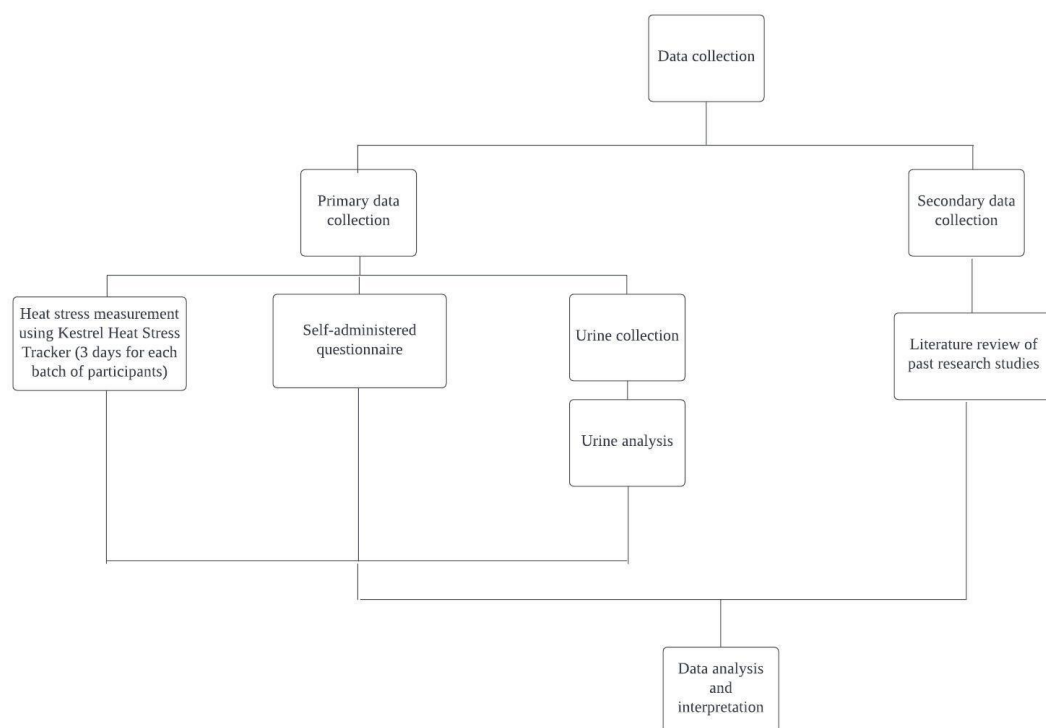 Data collection
Primary data
collection
Secondary data
collection
Heat stress measurement
using Kestrel Heat Stress
Tracker (3 days for each
batch of participants)
Self-administered
questionnaire
Urine collection
Literature review of
past research studies
Urine analysis
Data analysis
and
interpretation